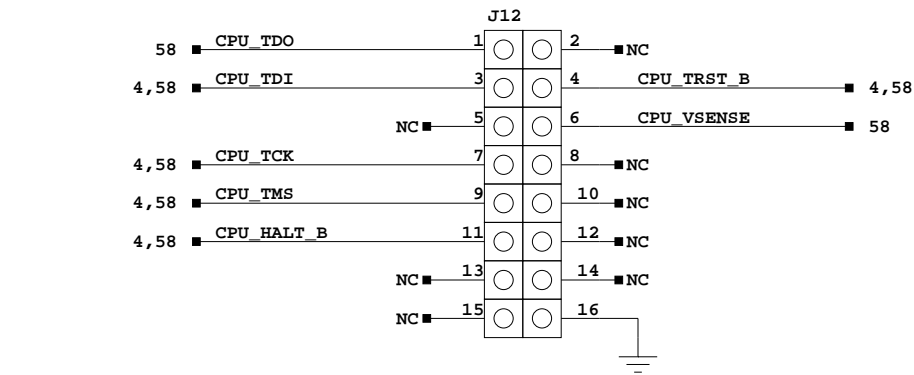 J12
58 CPU_TDO 1 2 NC
4,58 CPU_TDI 3 4 CPU_TRST_B 4,58
NC 5 6 CPU_VSENSE 58
4,58 CPU_TCK 7 8 NC
4,58 CPU_TMS 9 10 NC
4,58 CPU_HALT_B 11 12 NC
NC 13 14 NC
NC 15 16